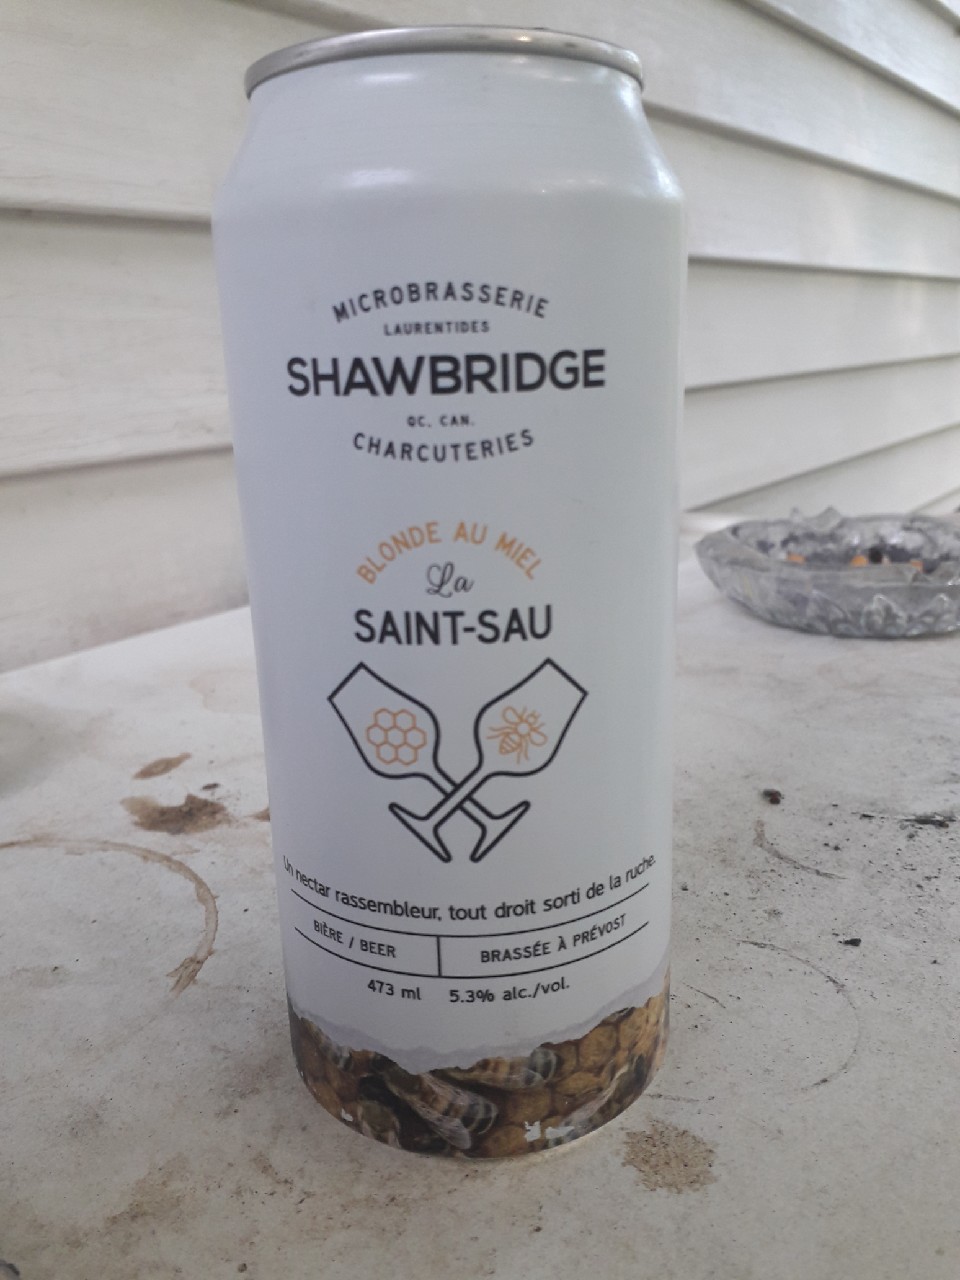 MICROBRASSERIE
LAURENTIDES
SHAWBRIDGE
QC. CAN.
CHARCUTERIES
BLONDE AU MIEL
La
SAINT-SAU
Un nectar rassembleur, tout droit sorti de la ruche.
BIÈRE / BEER
BRASSÉE À PRÉVOST
473 ml 5.3% alc./vol.